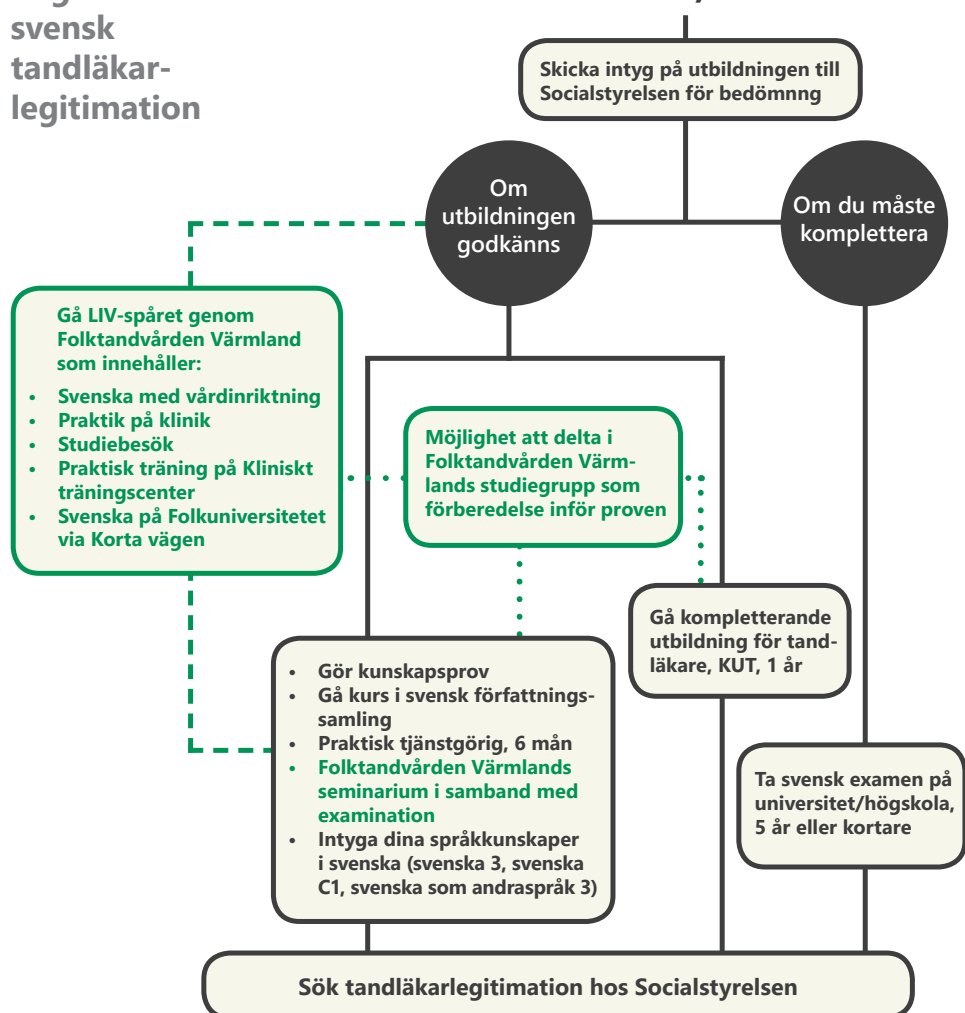 svensk
tandläkar-
legitimation
Skicka intyg på utbildningen till
Socialstyrelsen för bedömnng
Om
utbildningen
godkänns
Om du måste
komplettera
Gå LIV-spåret genom
Folktandvården Värmland
som innehåller:
• Svenska med vårdinriktning
• Praktik på klinik
• Studiebesök
• Praktisk träning på Kliniskt
träningscenter
• Svenska på Folkuniversitetet
via Korta vägen
Möjlighet att delta i
Folktandvården Värm-
lands studiegrupp som
förberedelse inför proven
Gå kompletterande
utbildning för tand-
läkare, KUT, 1 år
• Gör kunskapsprov
• Gå kurs i svensk författnings-
samling
• Praktisk tjänstgörig, 6 mån
• Folktandvården Värmlands
seminarium i samband med
examination
• Intyga dina språkkunskaper
i svenska (svenska 3, svenska
C1, svenska som andraspråk 3)
Ta svensk examen på
universitet/högskola,
5 år eller kortare
Sök tandläkarlegitimation hos Socialstyrelsen